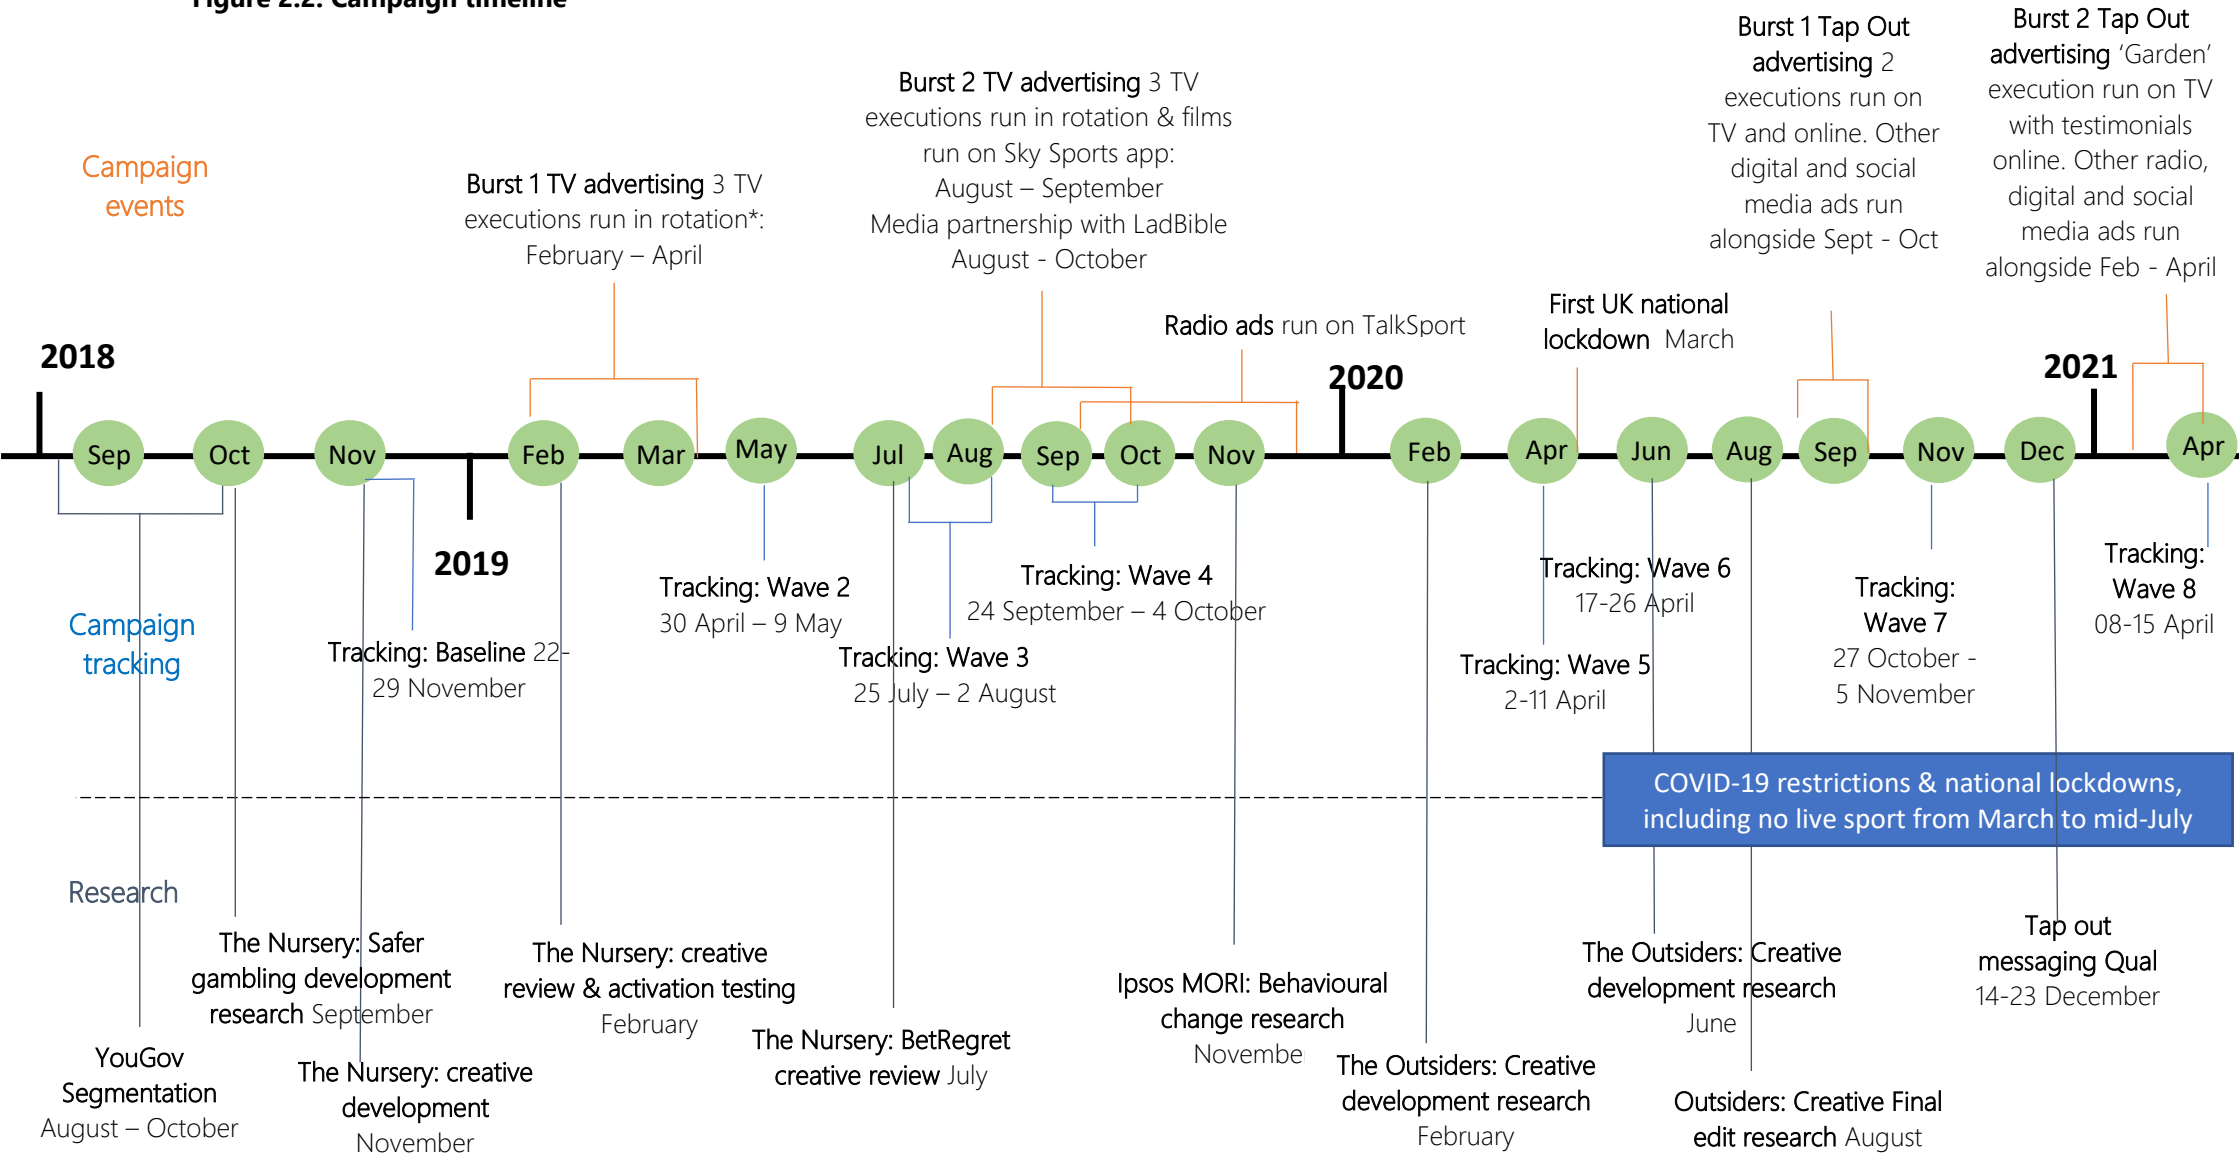 Figure 2.2: Campaign timeline
Campaign
events
Burst 1 TV advertising 3 TV
executions run in rotation*:
February – April
Burst 2 TV advertising 3 TV
executions run in rotation & films
run on Sky Sports app:
August – September
Media partnership with LadBible
August - October
Radio ads run on TalkSport
First UK national
lockdown March
Burst 1 Tap Out
advertising 2
executions run on
TV and online. Other
digital and social
media ads run
alongside Sept - Oct
Burst 2 Tap Out
advertising ‘Garden’
execution run on TV
with testimonials
online. Other radio,
digital and social
media ads run
alongside Feb - April
2018
2020
2021
Sep
Oct
Nov
Feb
Mar
May
Jul
Aug
Sep
Oct
Nov
Feb
Apr
Jun
Aug
Sep
Nov
Dec
Apr
2019
Campaign
tracking
Tracking: Baseline 22-
29 November
Tracking: Wave 2
30 April – 9 May
Tracking: Wave 3
25 July – 2 August
Tracking: Wave 4
24 September – 4 October
Tracking: Wave 5
2-11 April
Tracking: Wave 6
17-26 April
Tracking:
Wave 7
27 October -
5 November
Tracking:
Wave 8
08-15 April
COVID-19 restrictions & national lockdowns,
including no live sport from March to mid-July
Research
YouGov
Segmentation
August – October
The Nursery: Safer
gambling development
research September
The Nursery: creative
development
November
The Nursery: creative
review & activation testing
February
The Nursery: BetRegret
creative review July
Ipsos MORI: Behavioural
change research
Novembe
The Outsiders: Creative
development research
February
The Outsiders: Creative
development research
June
Outsiders: Creative Final
edit research August
Tap out
messaging Qual
14-23 December